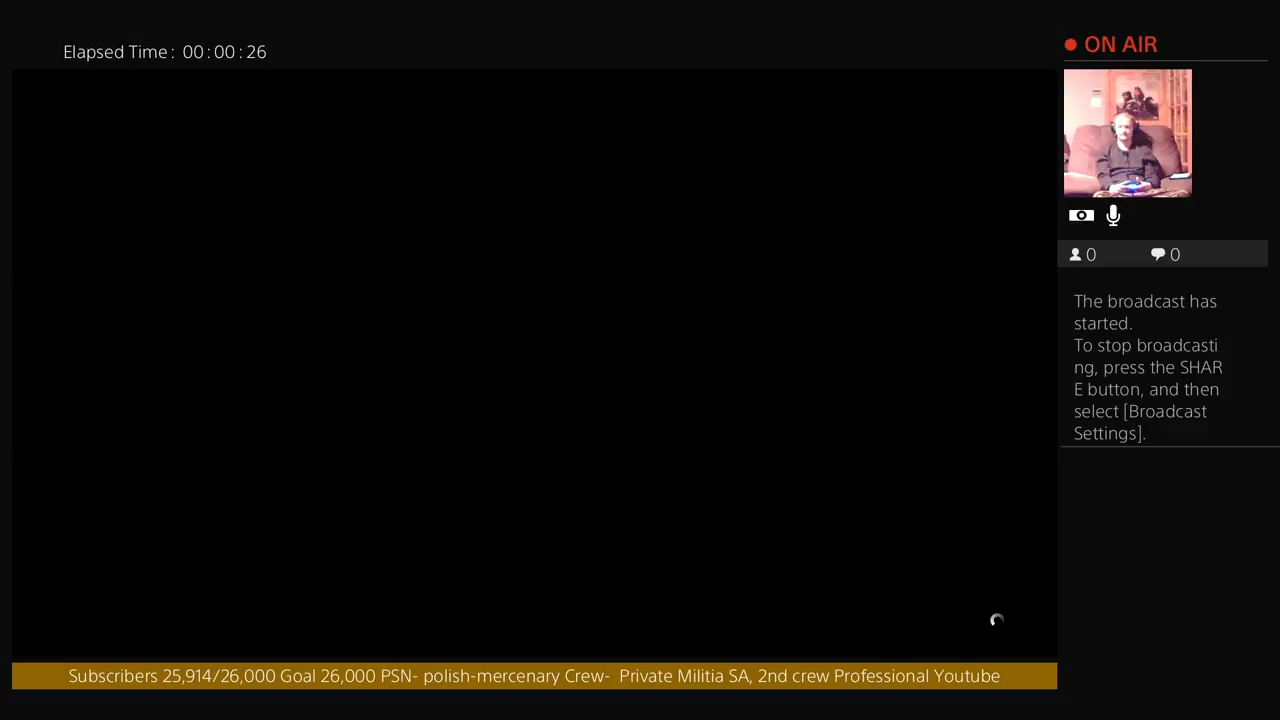 Elapsed Time: 00:00:26
ON AIR
0 0
The broadcast has
started.
To stop broadcasti
ng, press the SHAR
E button, and then
select [Broadcast
Settings].
Subscribers 25,914/26,000 Goal 26,000 PSN- polish-mercenary Crew- Private Militia SA, 2nd crew Professional Youtube